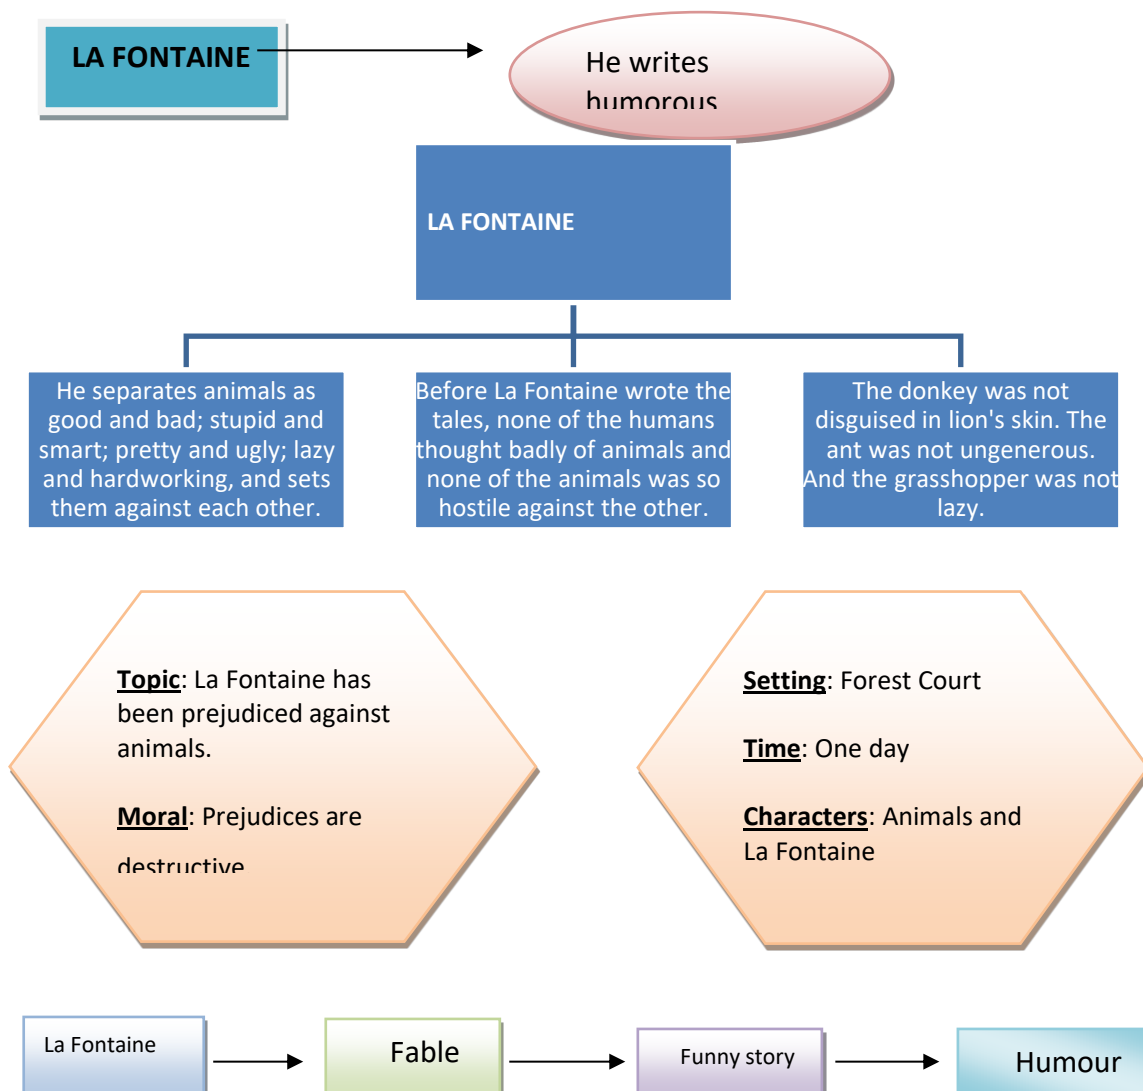 LA FONTAINE
He writes
humorous
LA FONTAINE
He separates animals as
good and bad; stupid and
smart; pretty and ugly; lazy
and hardworking, and sets
them against each other.
Before La Fontaine wrote the
tales, none of the humans
thought badly of animals and
none of the animals was so
hostile against the other.
The donkey was not
disguised in lion's skin. The
ant was not ungenerous.
And the grasshopper was not
lazy.
Topic: La Fontaine has
been prejudiced against
animals.
Moral: Prejudices are
destructive
Setting: Forest Court
Time: One day
Characters: Animals and
La Fontaine
La Fontaine
Fable
Funny story
Humour